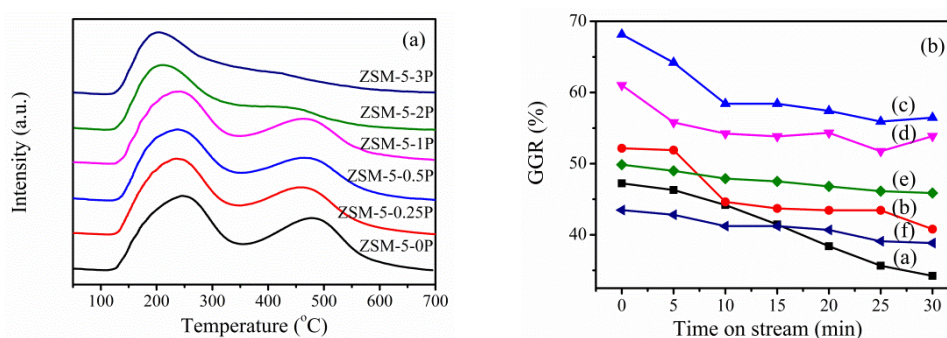 (a)
ZSM-5-3P
ZSM-5-2P
ZSM-5-1P
ZSM-5-0.5P
ZSM-5-0.25P
ZSM-5-0P
Intensity (a.u.)
100 200 300 400 500 600 700
Temperature (°C)
(b)
70
60
50
40
GGR (%)
(c)
(d)
(e)
(b)
(f)
(a)
0 5 10 15 20 25 30
Time on stream (min)